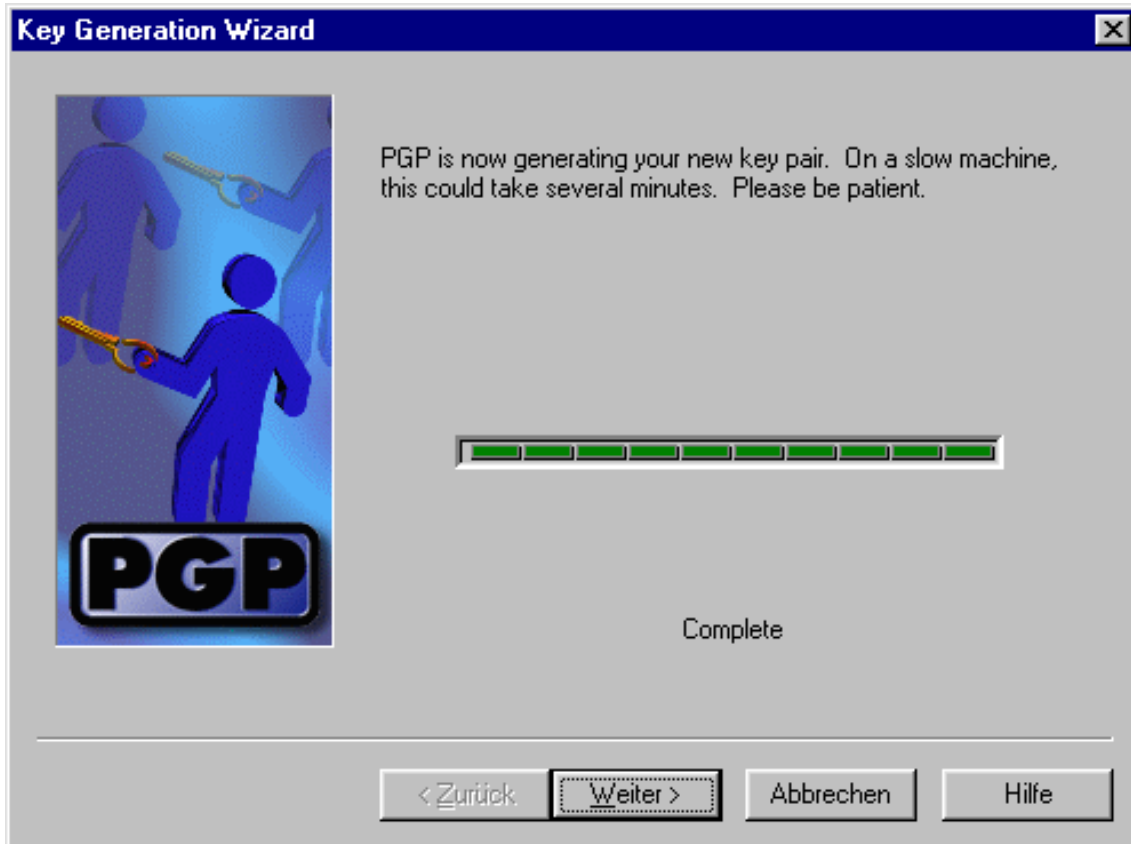 Key Generation Wizard
PGP is now generating your new key pair. On a slow machine,
this could take several minutes. Please be patient.
PGP
Complete
< Zurück
Weiter >
Abbrechen
Hilfe